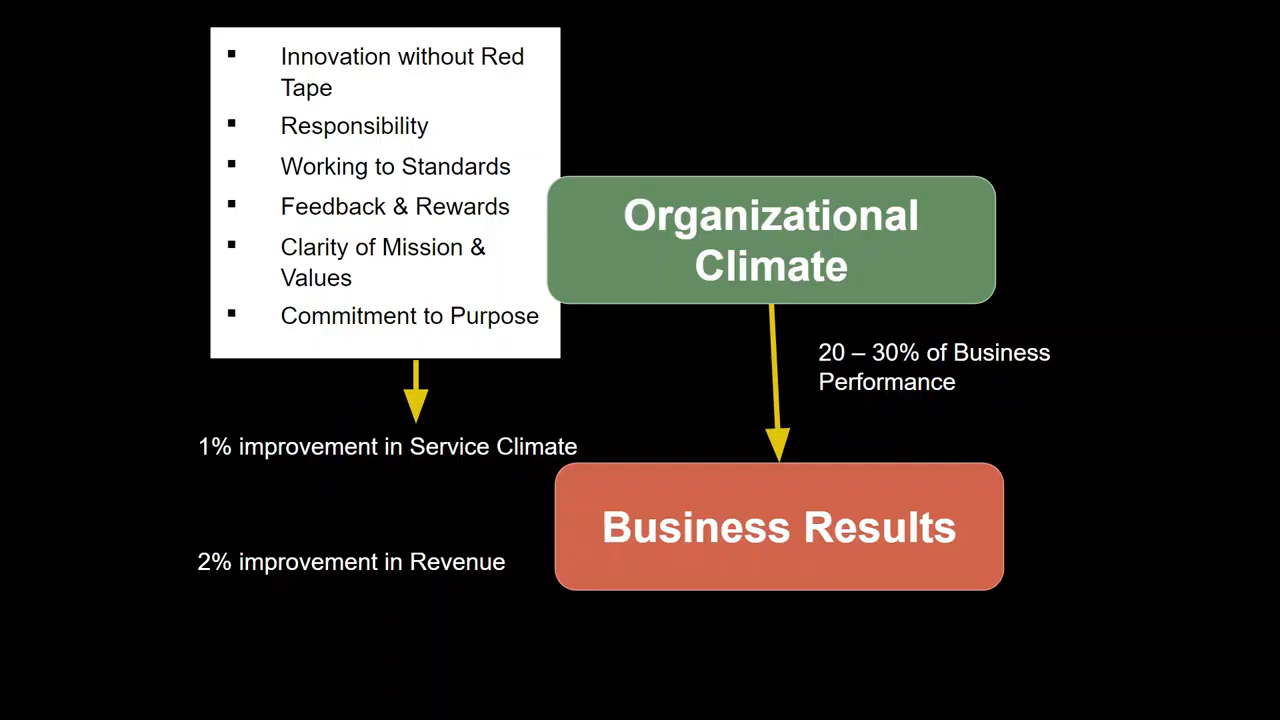 ▪ Innovation without Red
Tape
▪ Responsibility
▪ Working to Standards
▪ Feedback & Rewards
▪ Clarity of Mission &
Values
▪ Commitment to Purpose
Organizational
Climate
20 – 30% of Business
Performance
1% improvement in Service Climate
Business Results
2% improvement in Revenue